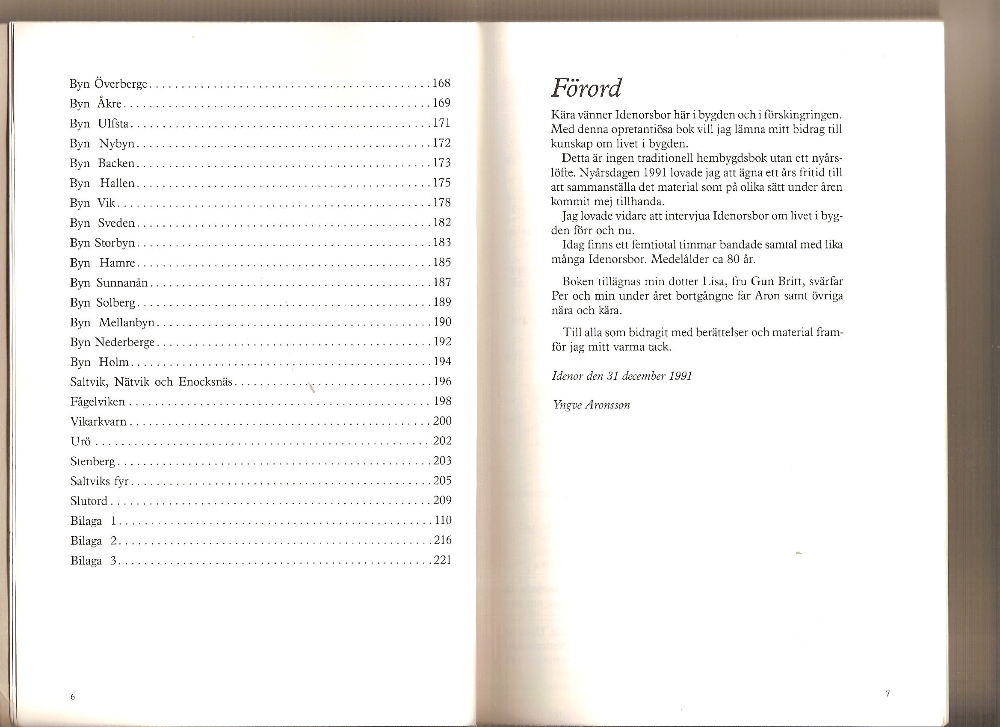 Byn Överberge. . . . . . . . . . . . . . . . . . . . . . . . . . . . . . . . . . . . . . . . . . . . 168
Byn Åkre. . . . . . . . . . . . . . . . . . . . . . . . . . . . . . . . . . . . . . . . . . . . . . . . 169
Byn Ulfsta. . . . . . . . . . . . . . . . . . . . . . . . . . . . . . . . . . . . . . . . . . . . . . . 171
Byn Nybyn. . . . . . . . . . . . . . . . . . . . . . . . . . . . . . . . . . . . . . . . . . . . . . 172
Byn Backen. . . . . . . . . . . . . . . . . . . . . . . . . . . . . . . . . . . . . . . . . . . . . . 173
Byn Hallen. . . . . . . . . . . . . . . . . . . . . . . . . . . . . . . . . . . . . . . . . . . . . . 175
Byn Vik. . . . . . . . . . . . . . . . . . . . . . . . . . . . . . . . . . . . . . . . . . . . . . . . . 178
Byn Sveden. . . . . . . . . . . . . . . . . . . . . . . . . . . . . . . . . . . . . . . . . . . . . . 182
Byn Storbyn. . . . . . . . . . . . . . . . . . . . . . . . . . . . . . . . . . . . . . . . . . . . . . 183
Byn Hamre. . . . . . . . . . . . . . . . . . . . . . . . . . . . . . . . . . . . . . . . . . . . . . 185
Byn Sunnanån. . . . . . . . . . . . . . . . . . . . . . . . . . . . . . . . . . . . . . . . . . . . 187
Byn Solberg. . . . . . . . . . . . . . . . . . . . . . . . . . . . . . . . . . . . . . . . . . . . . . 189
Byn Mellanbyn. . . . . . . . . . . . . . . . . . . . . . . . . . . . . . . . . . . . . . . . . . . 190
Byn Nederberge. . . . . . . . . . . . . . . . . . . . . . . . . . . . . . . . . . . . . . . . . . . 192
Byn Holm. . . . . . . . . . . . . . . . . . . . . . . . . . . . . . . . . . . . . . . . . . . . . . . 194
Saltvik, Nätvik och Enocksnäs. . . . . . . . . . . . . . . . . . . . . . . . . . . . . . . 196
Fågelviken . . . . . . . . . . . . . . . . . . . . . . . . . . . . . . . . . . . . . . . . . . . . . . . 198
Vikarkvarn . . . . . . . . . . . . . . . . . . . . . . . . . . . . . . . . . . . . . . . . . . . . . . . 200
Urö . . . . . . . . . . . . . . . . . . . . . . . . . . . . . . . . . . . . . . . . . . . . . . . . . . . . 202
Stenberg. . . . . . . . . . . . . . . . . . . . . . . . . . . . . . . . . . . . . . . . . . . . . . . . . 203
Saltviks fyr. . . . . . . . . . . . . . . . . . . . . . . . . . . . . . . . . . . . . . . . . . . . . . . 205
Slutord . . . . . . . . . . . . . . . . . . . . . . . . . . . . . . . . . . . . . . . . . . . . . . . . . . 209
Bilaga 1. . . . . . . . . . . . . . . . . . . . . . . . . . . . . . . . . . . . . . . . . . . . . . . . . 110
Bilaga 2. . . . . . . . . . . . . . . . . . . . . . . . . . . . . . . . . . . . . . . . . . . . . . . . . 216
Bilaga 3. . . . . . . . . . . . . . . . . . . . . . . . . . . . . . . . . . . . . . . . . . . . . . . . . 221
6
Förord
Kära vänner Idenorsbor här i bygden och i förskingringen.
Med denna opretantiösa bok vill jag lämna mitt bidrag till
kunskap om livet i bygden.
Detta är ingen traditionell hembygdsbok utan ett nyårs-
löfte. Nyårsdagen 1991 lovade jag att ägna ett års fritid till
att sammanställa det material som på olika sätt under åren
kommit mej tillhanda.
Jag lovade vidare att intervjua Idenorsbor om livet i byg-
den förr och nu.
Idag finns ett femtiotal timmar bandade samtal med lika
många Idenorsbor. Medelålder ca 80 år.
Boken tillägnas min dotter Lisa, fru Gun Britt, svärfar
Per och min under året bortgångne far Aron samt övriga
nära och kära.
Till alla som bidragit med berättelser och material fram-
för jag mitt varma tack.
Idenor den 31 december 1991
Yngve Aronsson
7